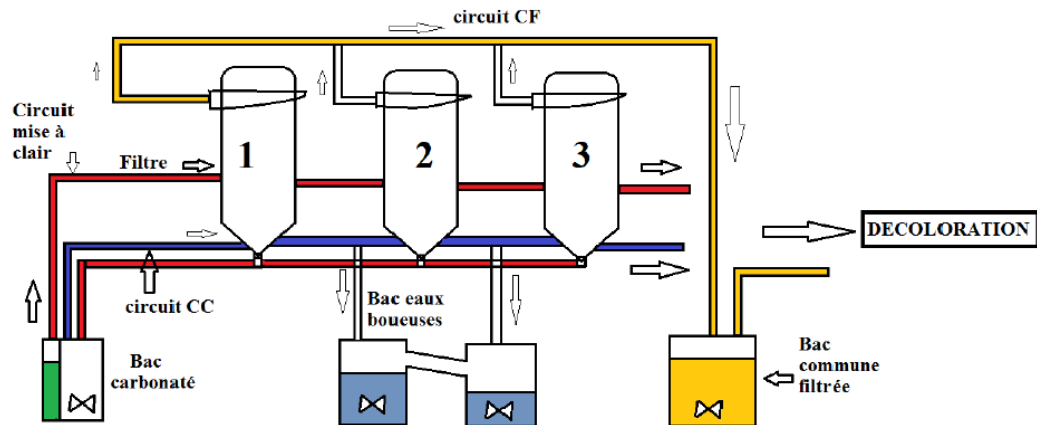 circuit CF
Circuit
mise à
clair
Filtre
1
2
3
DECOLORATION
circuit CC
Bac eaux
boueuses
Bac
carbonaté
Bac
commune
filtrée